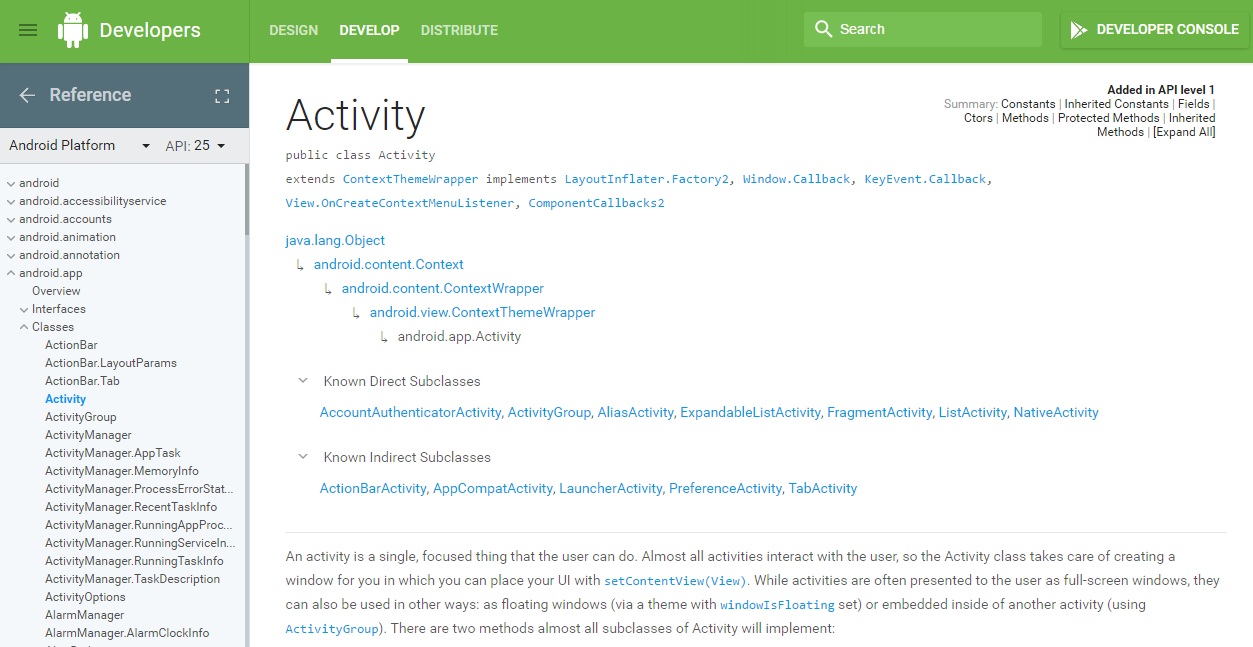 Developers
DESIGN DEVELOP DISTRIBUTE
Search
DEVELOPER CONSOLE
Reference
Android Platform API: 25
android
android.accessibilityservice
android.accounts
android.animation
android.annotation
android.app
Overview
Interfaces
Classes
ActionBar
ActionBar.LayoutParams
ActionBar.Tab
Activity
ActivityGroup
ActivityManager
ActivityManager.AppTask
ActivityManager.MemoryInfo
ActivityManager.ProcessErrorStat...
ActivityManager.RecentTaskInfo
ActivityManager.RunningAppProc...
ActivityManager.RunningServiceIn...
ActivityManager.RunningTaskInfo
ActivityManager.TaskDescription
ActivityOptions
AlarmManager
AlarmManager.AlarmClockInfo
Activity
Added in API level 1
Summary: Constants | Inherited Constants | Fields |
Ctors | Methods | Protected Methods | Inherited
Methods | [Expand All]
public class Activity
extends ContextThemeWrapper implements LayoutInflater.Factory2, Window.Callback, KeyEvent.Callback,
View.OnCreateContextMenuListener, ComponentCallbacks2
java.lang.Object
↳ android.content.Context
↳ android.content.ContextWrapper
↳ android.view.ContextThemeWrapper
↳ android.app.Activity
Known Direct Subclasses
AccountAuthenticatorActivity, ActivityGroup, AliasActivity, ExpandableListActivity, FragmentActivity, ListActivity, NativeActivity
Known Indirect Subclasses
ActionBarActivity, AppCompatActivity, LauncherActivity, PreferenceActivity, TabActivity
An activity is a single, focused thing that the user can do. Almost all activities interact with the user, so the Activity class takes care of creating a
window for you in which you can place your UI with setContentView(View). While activities are often presented to the user as full-screen windows, they
can also be used in other ways: as floating windows (via a theme with windowIsFloating set) or embedded inside of another activity (using
ActivityGroup). There are two methods almost all subclasses of Activity will implement: